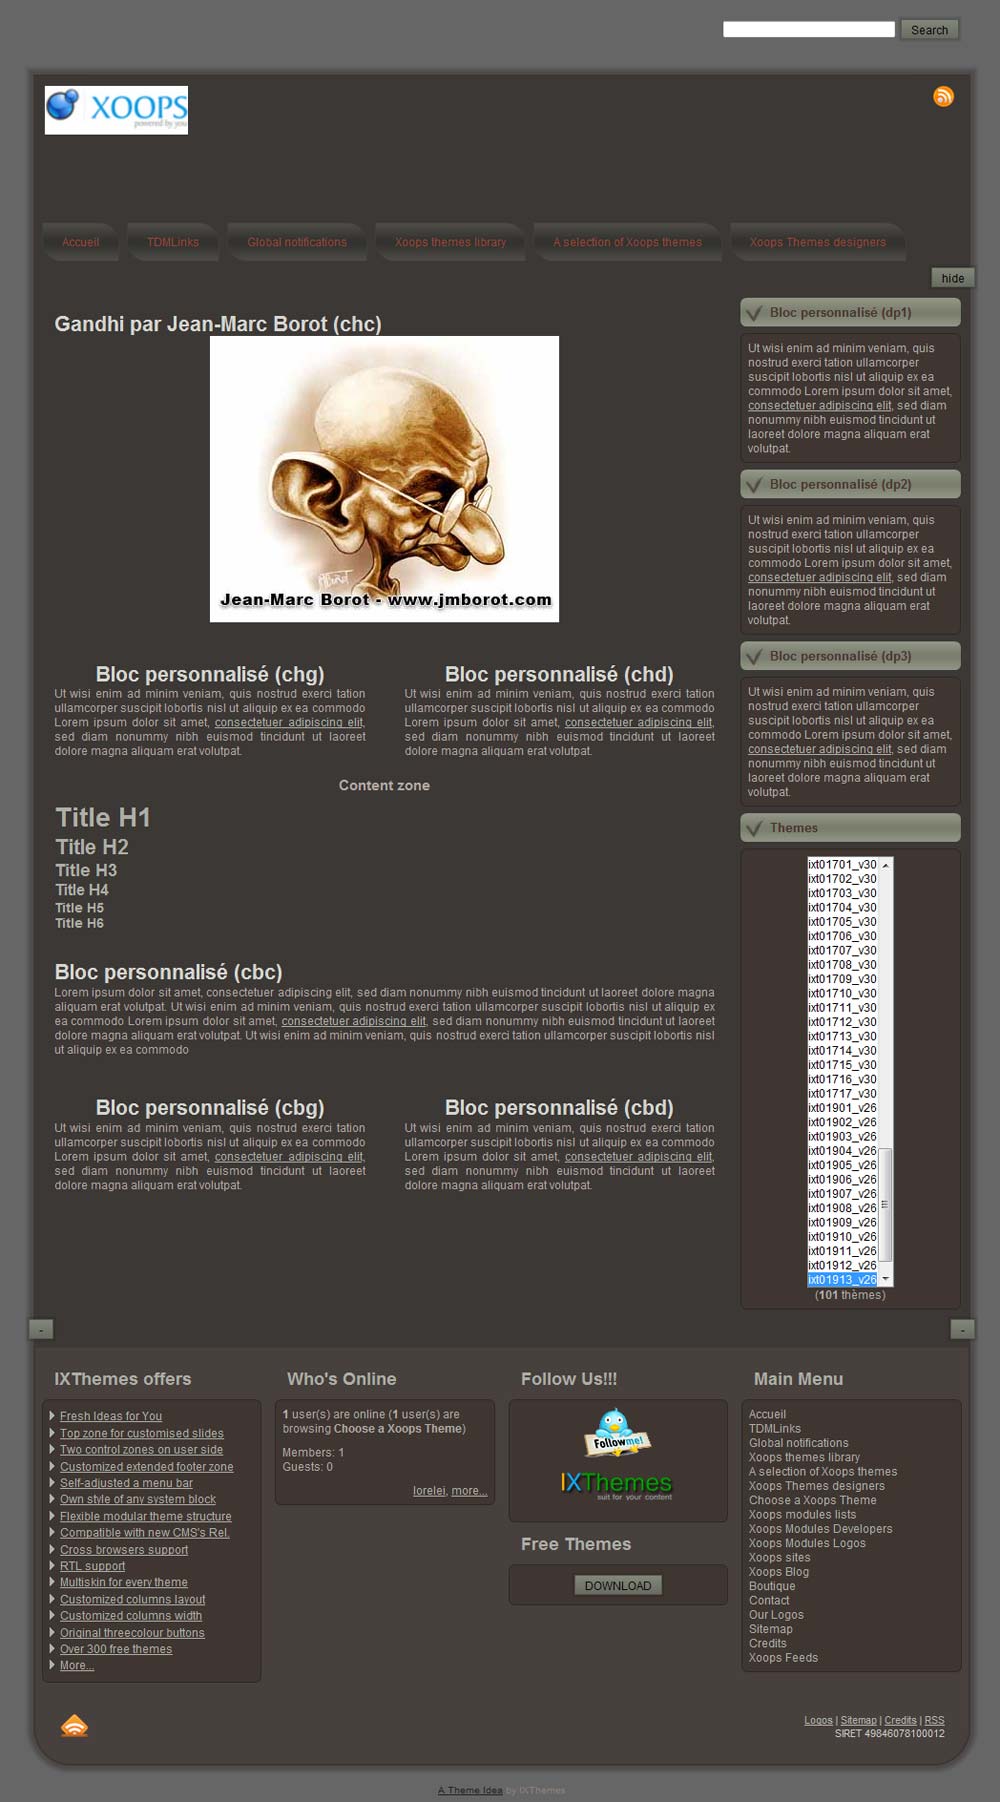 Search
XOOPS
powered by you
Accueil
TDMLinks
Global notifications
Xoops themes library
A selection of Xoops themes
Xoops Themes designers
hide
Gandhi par Jean-Marc Borot (chc)
JMBorot
Jean-Marc Borot - www.jmborot.com
Bloc personnalisé (chg)
Ut wisi enim ad minim veniam, quis nostrud exerci tation
ullamcorper suscipit lobortis nisl ut aliquip ex ea commodo
Lorem ipsum dolor sit amet, consectetuer adipiscing elit,
sed diam nonummy nibh euismod tincidunt ut laoreet
dolore magna aliquam erat volutpat.
Bloc personnalisé (chd)
Ut wisi enim ad minim veniam, quis nostrud exerci tation
ullamcorper suscipit lobortis nisl ut aliquip ex ea commodo
Lorem ipsum dolor sit amet, consectetuer adipiscing elit,
sed diam nonummy nibh euismod tincidunt ut laoreet
dolore magna aliquam erat volutpat.
Content zone
Title H1
Title H2
Title H3
Title H4
Title H5
Title H6
Bloc personnalisé (cbc)
Lorem ipsum dolor sit amet, consectetuer adipiscing elit, sed diam nonummy nibh euismod tincidunt ut laoreet dolore magna
aliquam erat volutpat. Ut wisi enim ad minim veniam, quis nostrud exerci tation ullamcorper suscipit lobortis nisl ut aliquip ex
ea commodo Lorem ipsum dolor sit amet, consectetuer adipiscing elit, sed diam nonummy nibh euismod tincidunt ut laoreet
dolore magna aliquam erat volutpat. Ut wisi enim ad minim veniam, quis nostrud exerci tation ullamcorper suscipit lobortis nisl
ut aliquip ex ea commodo
Bloc personnalisé (cbg)
Ut wisi enim ad minim veniam, quis nostrud exerci tation
ullamcorper suscipit lobortis nisl ut aliquip ex ea commodo
Lorem ipsum dolor sit amet, consectetuer adipiscing elit,
sed diam nonummy nibh euismod tincidunt ut laoreet
dolore magna aliquam erat volutpat.
Bloc personnalisé (cbd)
Ut wisi enim ad minim veniam, quis nostrud exerci tation
ullamcorper suscipit lobortis nisl ut aliquip ex ea commodo
Lorem ipsum dolor sit amet, consectetuer adipiscing elit,
sed diam nonummy nibh euismod tincidunt ut laoreet
dolore magna aliquam erat volutpat.
Bloc personnalisé (dp1)
Ut wisi enim ad minim veniam, quis
nostrud exerci tation ullamcorper
suscipit lobortis nisl ut aliquip ex ea
commodo Lorem ipsum dolor sit amet,
consectetuer adipiscing elit, sed diam
nonummy nibh euismod tincidunt ut
laoreet dolore magna aliquam erat
volutpat.
Bloc personnalisé (dp2)
Ut wisi enim ad minim veniam, quis
nostrud exerci tation ullamcorper
suscipit lobortis nisl ut aliquip ex ea
commodo Lorem ipsum dolor sit amet,
consectetuer adipiscing elit, sed diam
nonummy nibh euismod tincidunt ut
laoreet dolore magna aliquam erat
volutpat.
Bloc personnalisé (dp3)
Ut wisi enim ad minim veniam, quis
nostrud exerci tation ullamcorper
suscipit lobortis nisl ut aliquip ex ea
commodo Lorem ipsum dolor sit amet,
consectetuer adipiscing elit, sed diam
nonummy nibh euismod tincidunt ut
laoreet dolore magna aliquam erat
volutpat.
Themes
ixt01701_v30
ixt01702_v30
ixt01703_v30
ixt01704_v30
ixt01705_v30
ixt01706_v30
ixt01707_v30
ixt01708_v30
ixt01709_v30
ixt01710_v30
ixt01711_v30
ixt01712_v30
ixt01713_v30
ixt01714_v30
ixt01715_v30
ixt01716_v30
ixt01717_v30
ixt01901_v26
ixt01902_v26
ixt01903_v26
ixt01904_v26
ixt01905_v26
ixt01906_v26
ixt01907_v26
ixt01908_v26
ixt01909_v26
ixt01910_v26
ixt01911_v26
ixt01912_v26
ixt01913_v26
(101 thèmes)
-
-
IXThemes offers
Fresh Ideas for You
Top zone for customised slides
Two control zones on user side
Customized extended footer zone
Self-adjusted a menu bar
Own style of any system block
Flexible modular theme structure
Compatible with new CMS's Rel.
Cross browsers support
RTL support
Multiskin for every theme
Customized columns layout
Customized columns width
Original threecolour buttons
Over 300 free themes
More...
Who's Online
1 user(s) are online (1 user(s) are
browsing Choose a Xoops Theme)
Members: 1
Guests: 0
lorelei, more...
Follow Us!!!
Follow me!
IXThemes
suit for your content
Free Themes
DOWNLOAD
Main Menu
Accueil
TDMLinks
Global notifications
Xoops themes library
A selection of Xoops themes
Xoops Themes designers
Choose a Xoops Theme
Xoops modules lists
Xoops Modules Developers
Xoops Modules Logos
Xoops sites
Xoops Blog
Boutique
Contact
Our Logos
Sitemap
Credits
Xoops Feeds
Logos | Sitemap | Credits | RSS
SIRET 49846078100012
A Theme Idea by IXThemes